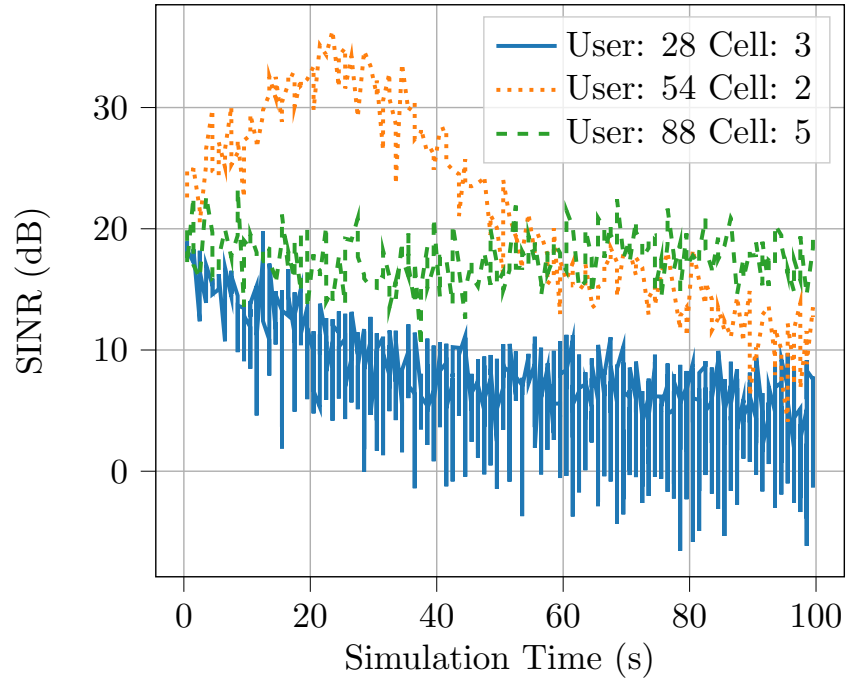 User: 28 Cell: 3
User: 54 Cell: 2
User: 88 Cell: 5
30
20
10
0
SINR (dB)
0 20 40 60 80 100
Simulation Time (s)